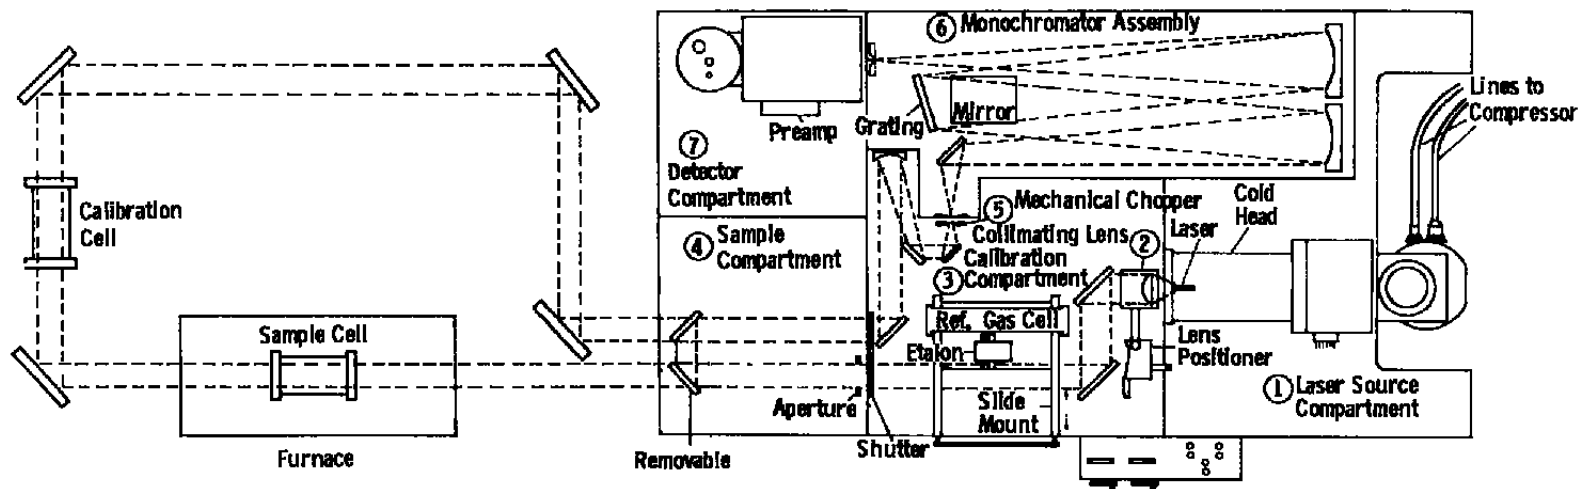 6 Monochromator Assembly
Lines to
Compressor
Preamp
Grating
Mirror
7
Detector
Compartment
Calibration
Cell
5 Mechanical Chopper
Cold
Head
Laser
4 Sample
Compartment
Collimating Lens
2
Calibration
Compartment
3
Ref. Gas Cell
Etalon
Lens
Positioner
Sample Cell
1 Laser Source
Compartment
Slide
Mount
Aperture
Shutter
Furnace
Removable